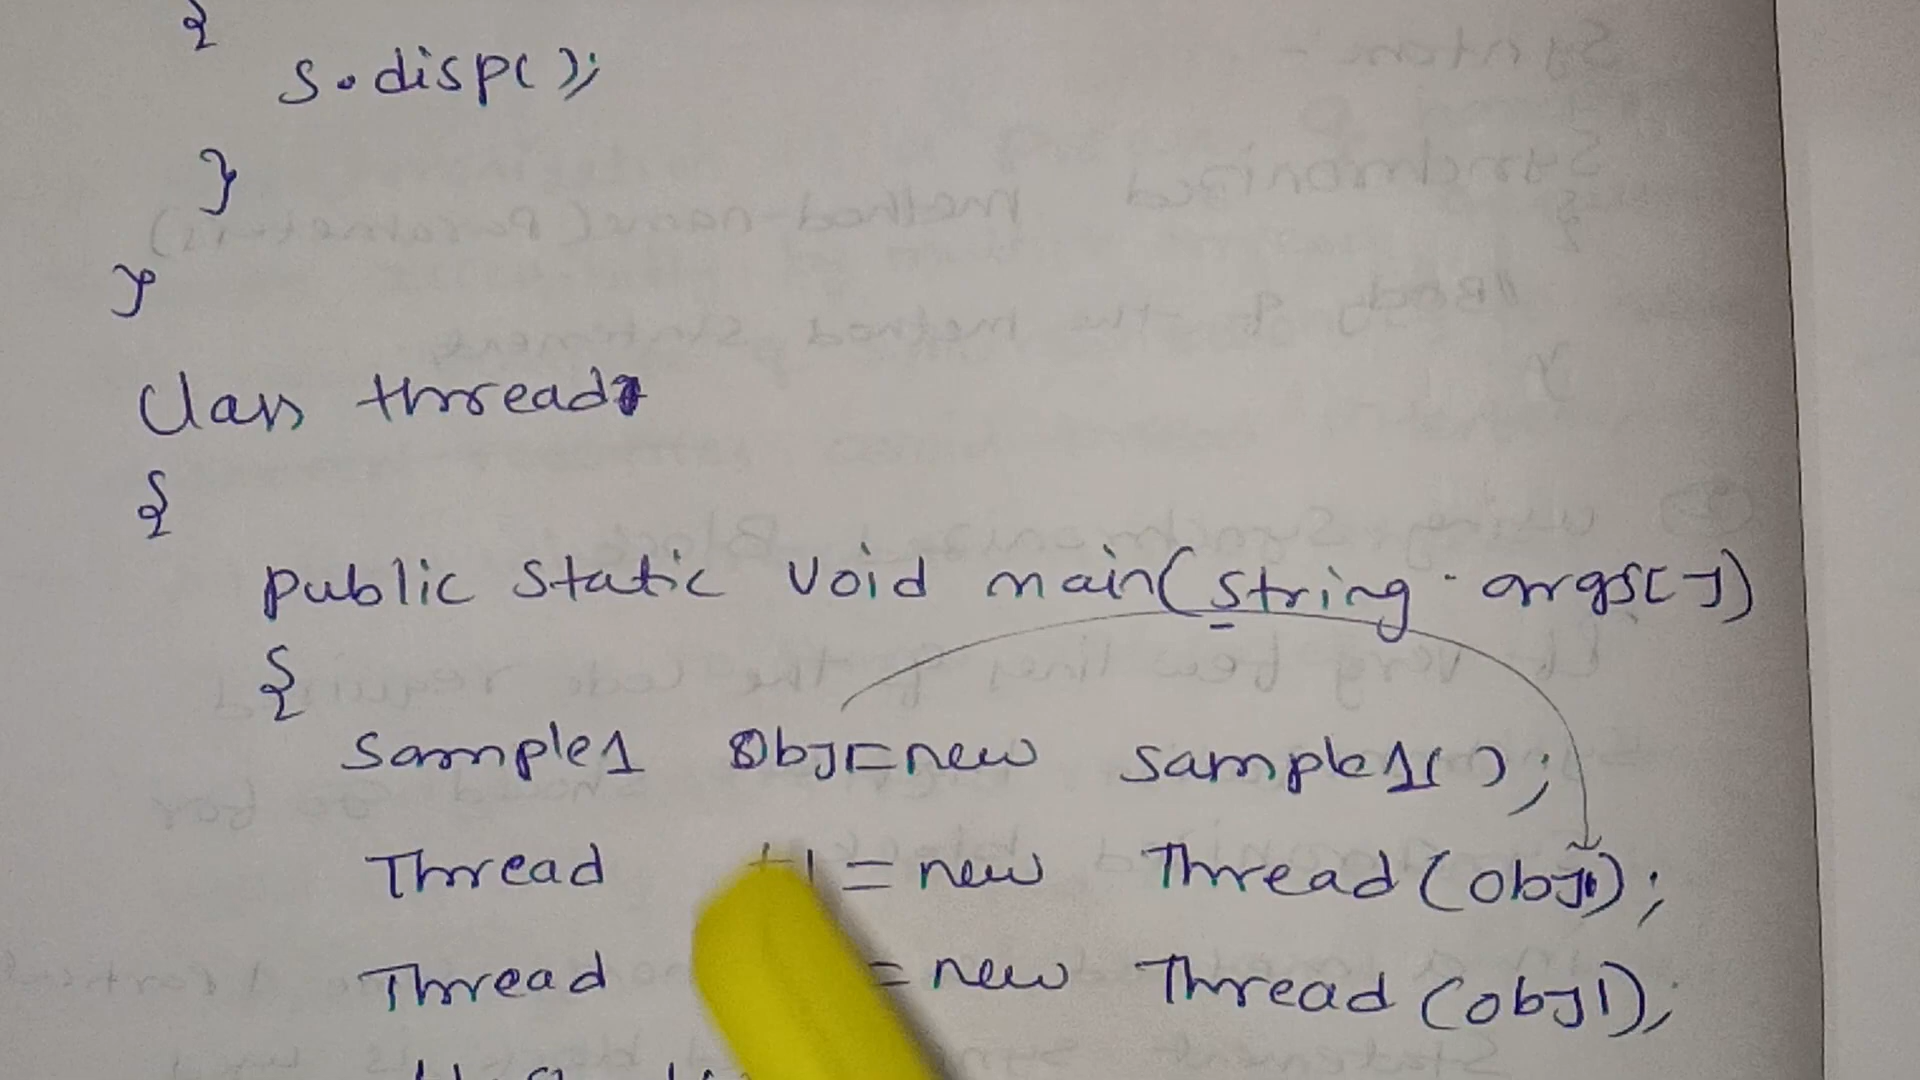 {
s.disp();
}
}
class thread
{
public static void main(string args[])
{
sample1 obj=new sample1();
Thread t1 = new Thread(obj1);
Thread = new Thread(obj1);